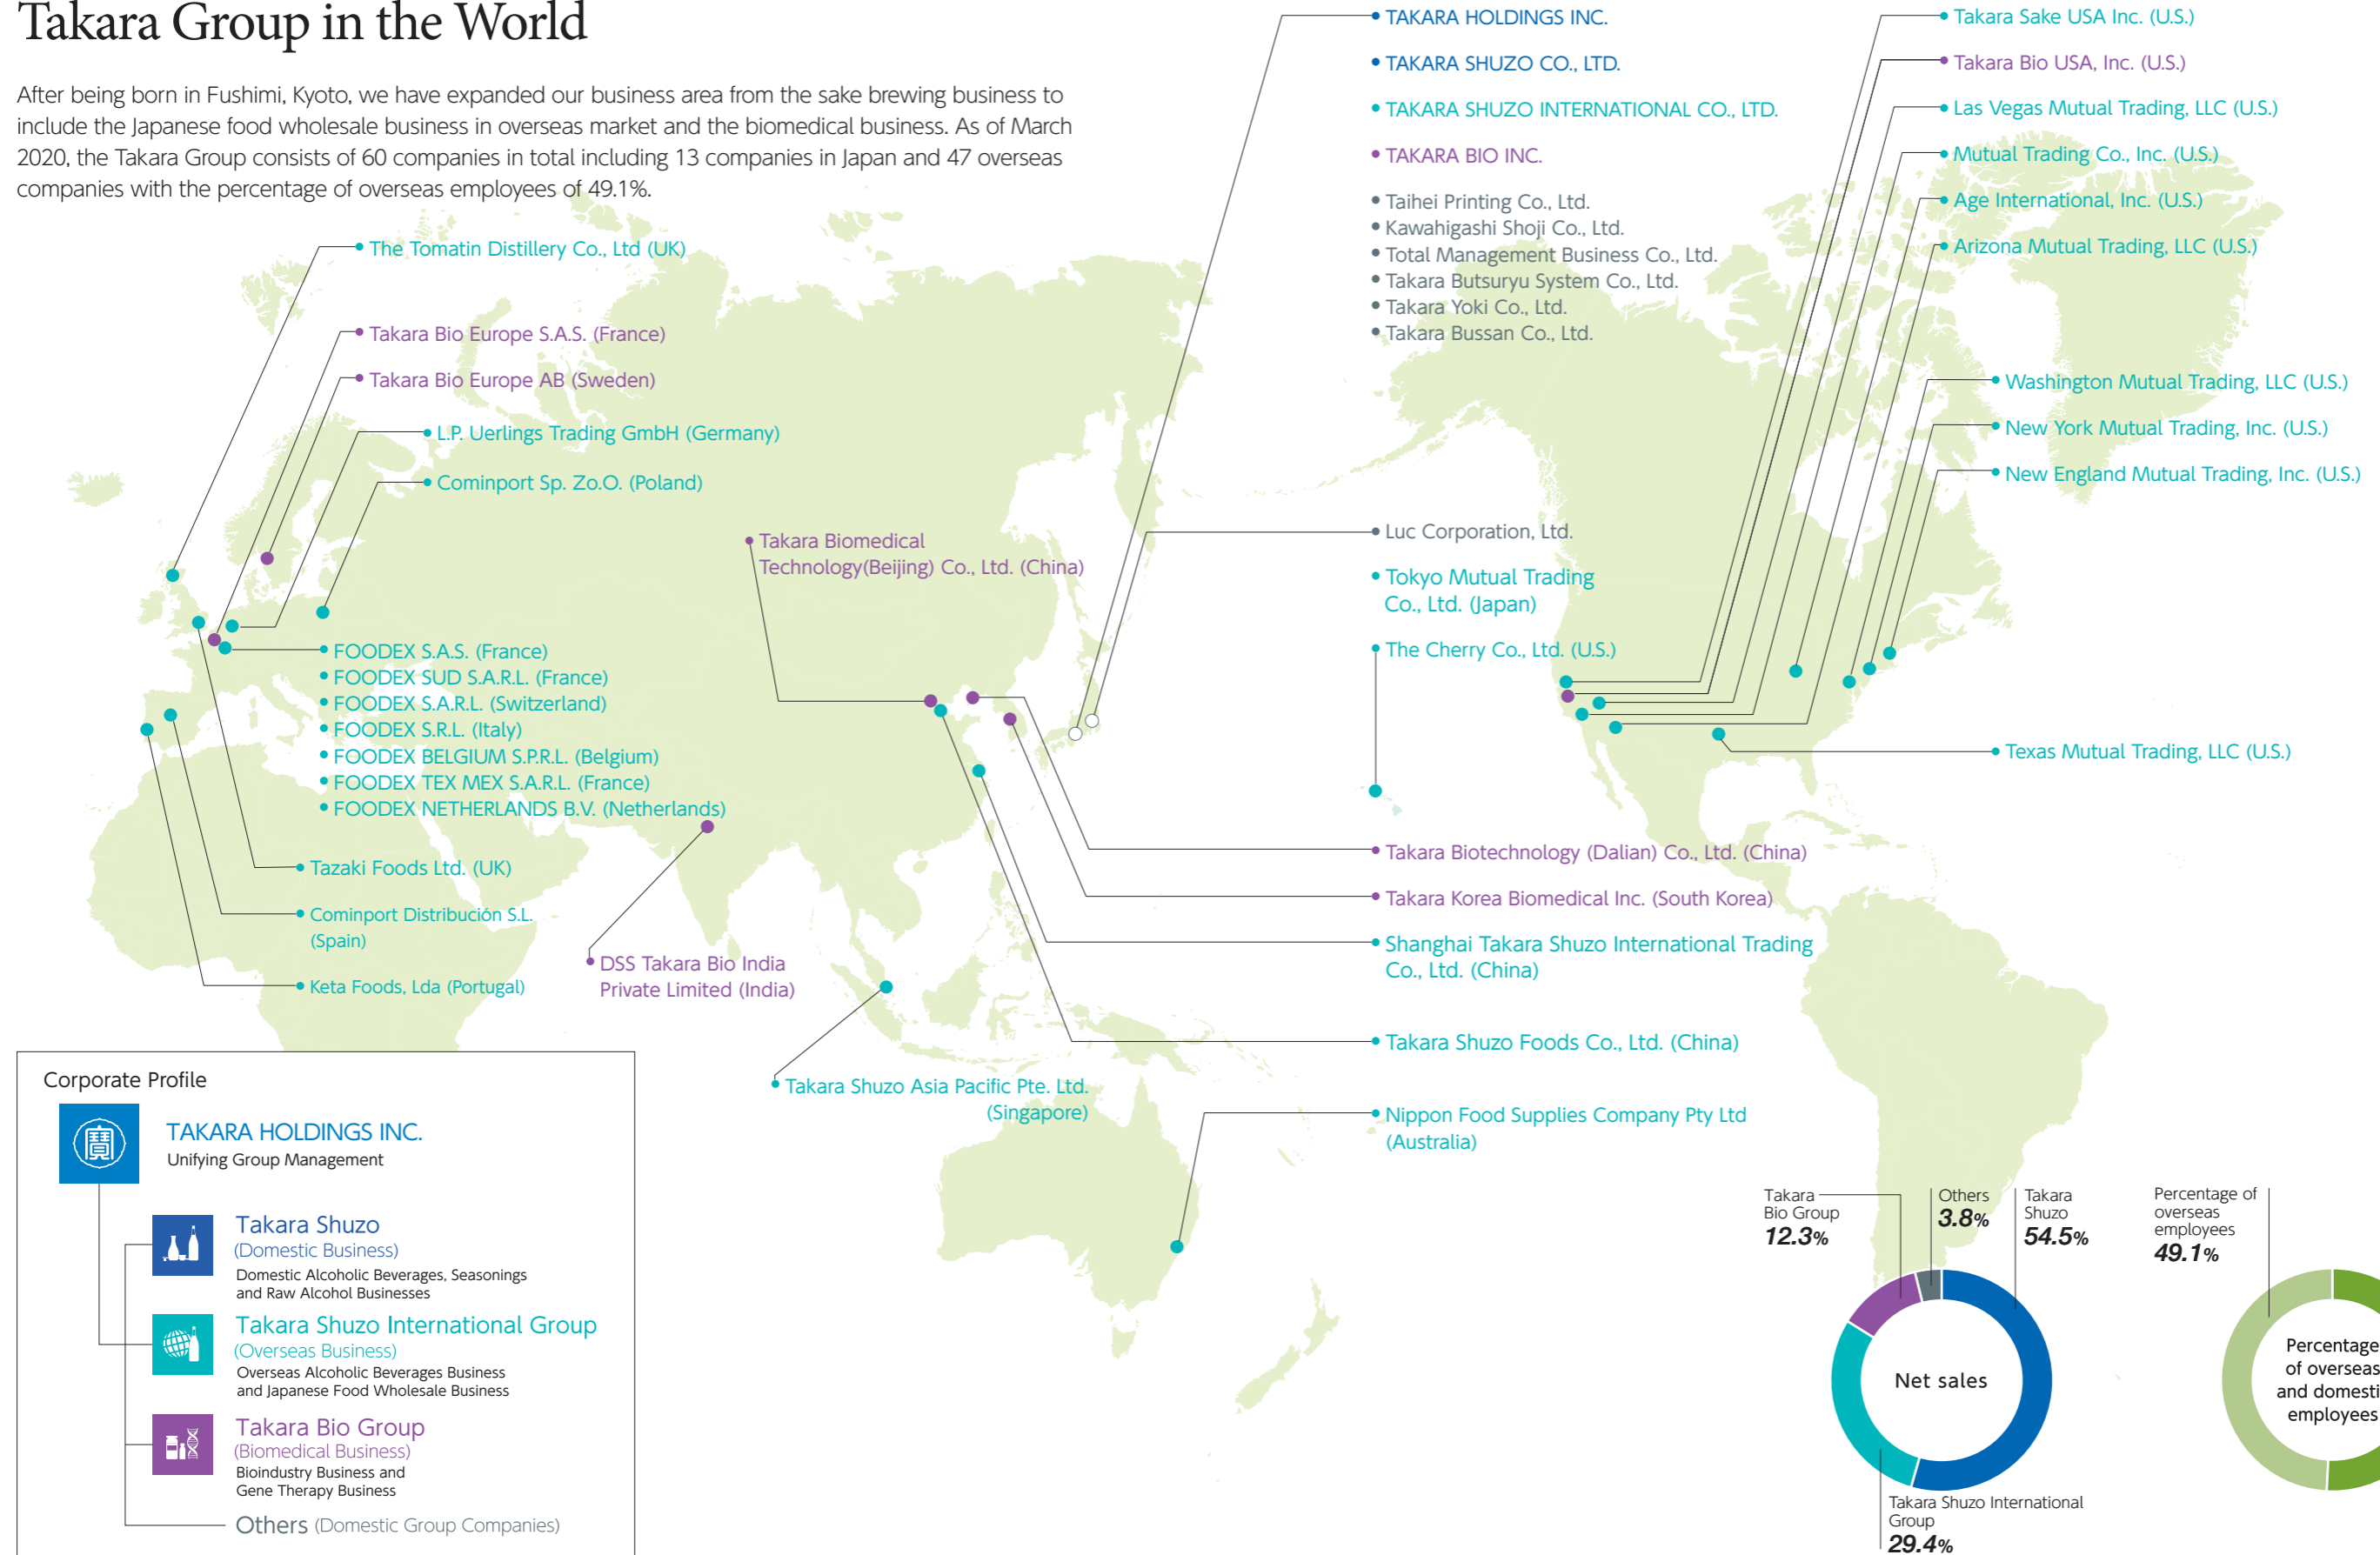 Takara Group in the World
After being born in Fushimi, Kyoto, we have expanded our business area from the sake brewing business to
include the Japanese food wholesale business in overseas market and the biomedical business. As of March
2020, the Takara Group consists of 60 companies in total including 13 companies in Japan and 47 overseas
companies with the percentage of overseas employees of 49.1%.
The Tomatin Distillery Co., Ltd (UK)
Takara Bio Europe S.A.S. (France)
Takara Bio Europe AB (Sweden)
L.P. Uerlings Trading GmbH (Germany)
Cominport Sp. Zo.O. (Poland)
FOODEX S.A.S. (France)
FOODEX SUD S.A.R.L. (France)
FOODEX S.A.R.L. (Switzerland)
FOODEX S.R.L. (Italy)
FOODEX BELGIUM S.P.R.L. (Belgium)
FOODEX TEX MEX S.A.R.L. (France)
FOODEX NETHERLANDS B.V. (Netherlands)
Tazaki Foods Ltd. (UK)
Cominport Distribución S.L.
(Spain)
Keta Foods, Lda (Portugal)
Takara Biomedical
Technology(Beijing) Co., Ltd. (China)
DSS Takara Bio India
Private Limited (India)
Takara Shuzo Asia Pacific Pte. Ltd.
(Singapore)
TAKARA HOLDINGS INC.
TAKARA SHUZO CO., LTD.
TAKARA SHUZO INTERNATIONAL CO., LTD.
TAKARA BIO INC.
Taihei Printing Co., Ltd.
Kawahigashi Shoji Co., Ltd.
Total Management Business Co., Ltd.
Takara Butsuryu System Co., Ltd.
Takara Yoki Co., Ltd.
Takara Bussan Co., Ltd.
Luc Corporation, Ltd.
Tokyo Mutual Trading
Co., Ltd. (Japan)
The Cherry Co., Ltd. (U.S.)
Takara Biotechnology (Dalian) Co., Ltd. (China)
Takara Korea Biomedical Inc. (South Korea)
Shanghai Takara Shuzo International Trading
Co., Ltd. (China)
Takara Shuzo Foods Co., Ltd. (China)
Nippon Food Supplies Company Pty Ltd
(Australia)
Takara Sake USA Inc. (U.S.)
Takara Bio USA, Inc. (U.S.)
Las Vegas Mutual Trading, LLC (U.S.)
Mutual Trading Co., Inc. (U.S.)
Age International, Inc. (U.S.)
Arizona Mutual Trading, LLC (U.S.)
Washington Mutual Trading, LLC (U.S.)
New York Mutual Trading, Inc. (U.S.)
New England Mutual Trading, Inc. (U.S.)
Texas Mutual Trading, LLC (U.S.)
Corporate Profile
寶
TAKARA HOLDINGS INC.
Unifying Group Management
Takara Shuzo
(Domestic Business)
Domestic Alcoholic Beverages, Seasonings
and Raw Alcohol Businesses
Takara Shuzo International Group
(Overseas Business)
Overseas Alcoholic Beverages Business
and Japanese Food Wholesale Business
Takara Bio Group
(Biomedical Business)
Bioindustry Business and
Gene Therapy Business
Others (Domestic Group Companies)
Takara
Bio Group
12.3%
Others
3.8%
Takara
Shuzo
54.5%
Net sales
Takara Shuzo International
Group
29.4%
Percentage of
overseas
employees
49.1%
Percentage
of overseas
and domesti
employees